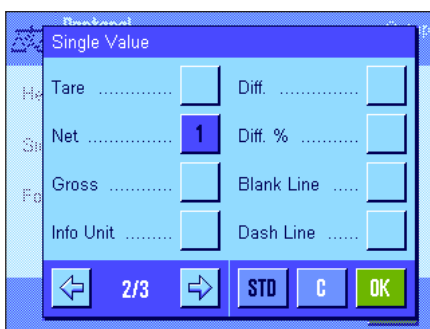 Single Value
Tare .............
Diff. ..............
Net ...............
1
Diff. % ..........
Gross ...........
Blank Line .....
Info Unit .........
Dash Line ......
2/3
STD
C
OK